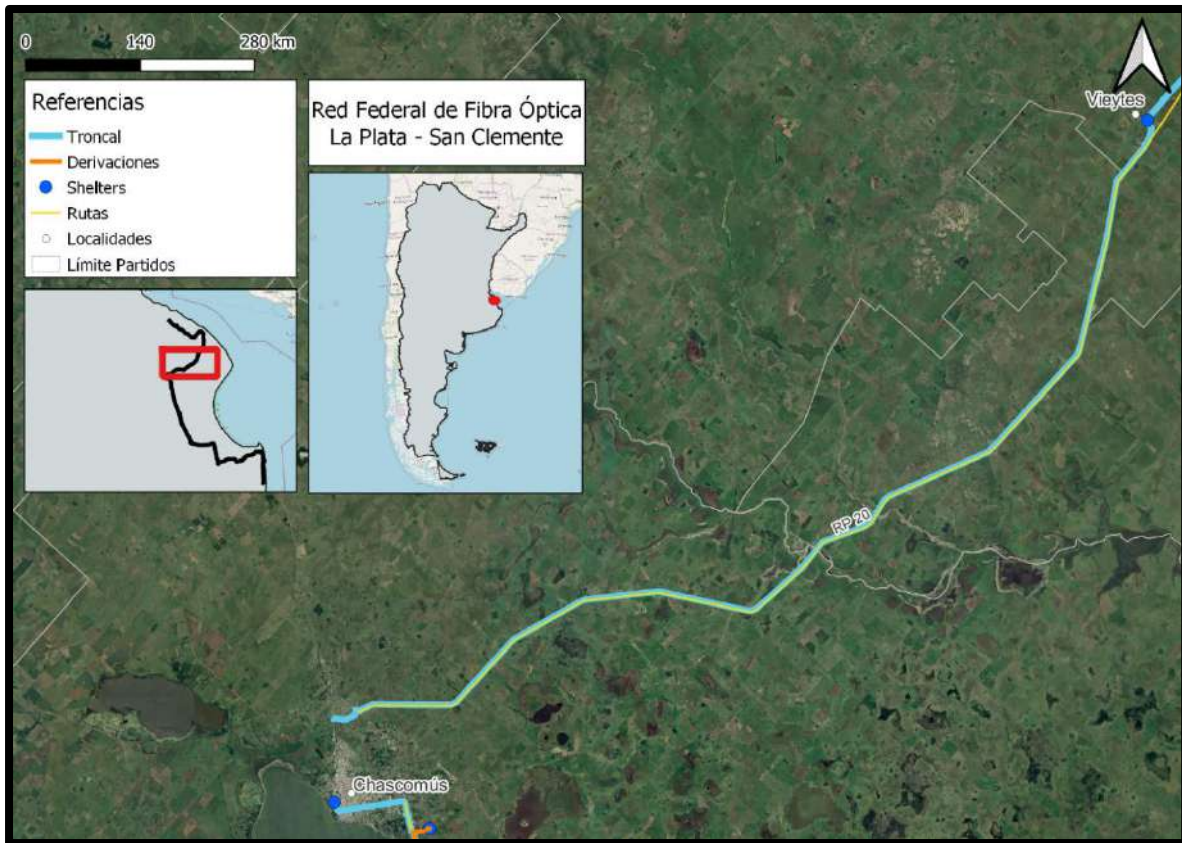 0 140 280 km
Referencias
Troncal
Derivaciones
Shelters
Rutas
Localidades
Límite Partidos
Red Federal de Fibra Óptica
La Plata - San Clemente
Vieytes
RP 20
Chascomús